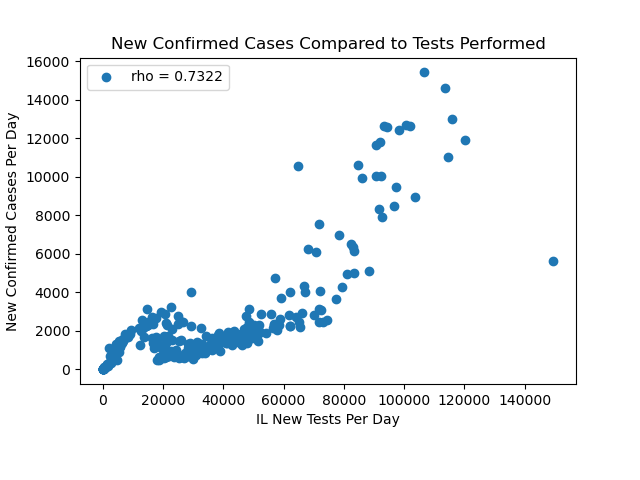 New Confirmed Cases Compared to Tests Performed
rho = 0.7322
16000
14000
12000
10000
8000
6000
4000
2000
0
New Confirmed Caeses Per Day
0 20000 40000 60000 80000 100000 120000 140000
IL New Tests Per Day